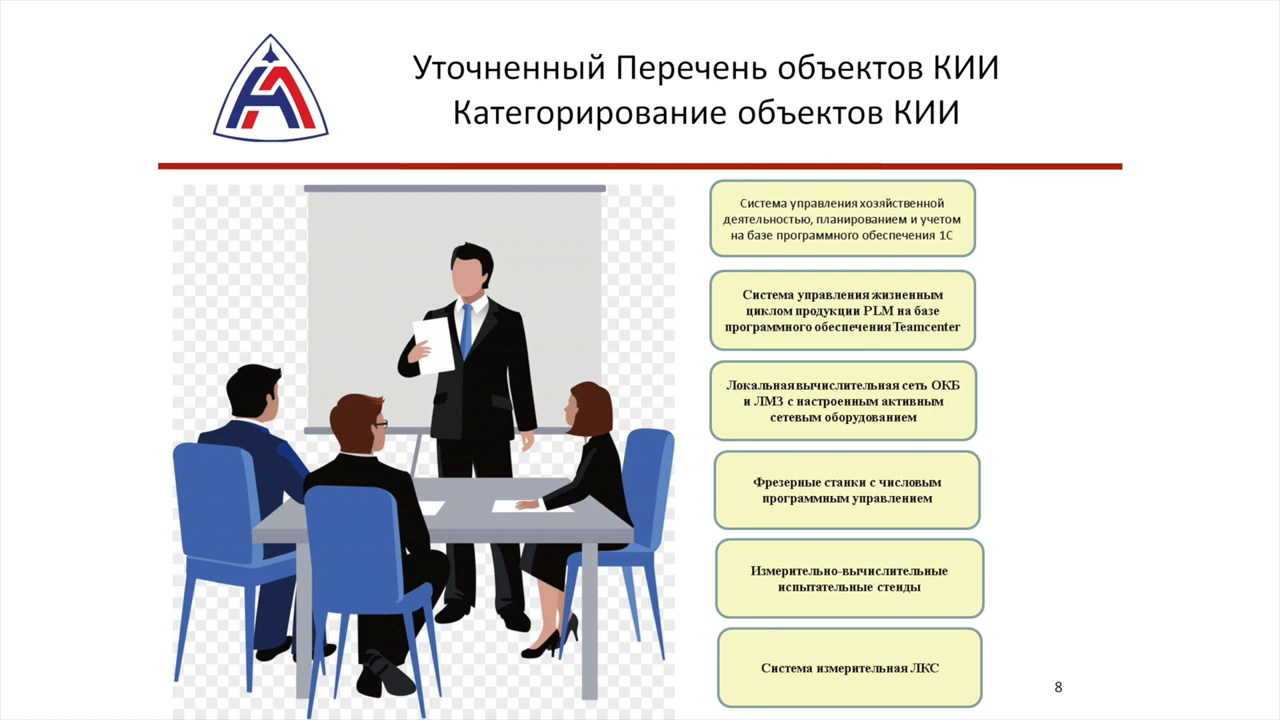 Уточненный Перечень объектов КИИ
Категорирование объектов КИИ
Система управления хозяйственной
деятельностью, планированием и учетом
на базе программного обеспечения 1С
Система управления жизненным
циклом продукции PLM на базе
программного обеспечения Teamcenter
Локальная вычислительная сеть ОКБ
и ЛМЗ с настроенным активным
сетевым оборудованием
Фрезерные станки с числовым
программным управлением
Измерительно-вычислительные
испытательные стенды
Система измерительная ЛКС
8